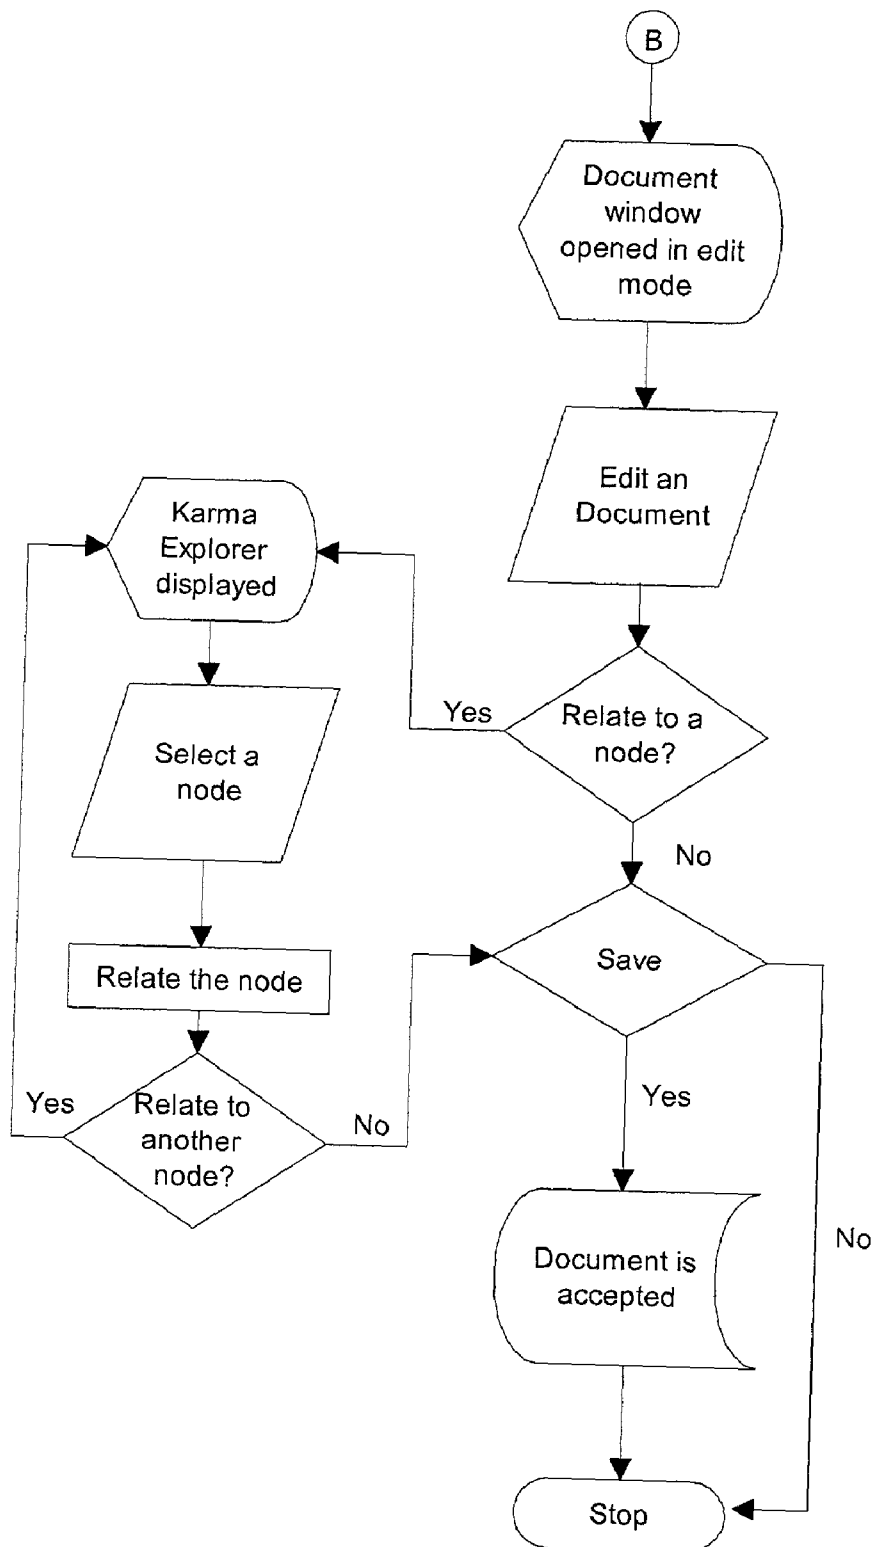 B
Document
window
opened in edit
mode
Edit an
Document
Karma
Explorer
displayed
Yes
Relate to a
node?
Select a
node
No
Save
Relate the node
Yes
Relate to
another
node?
No
Yes
No
Document is
accepted
Stop